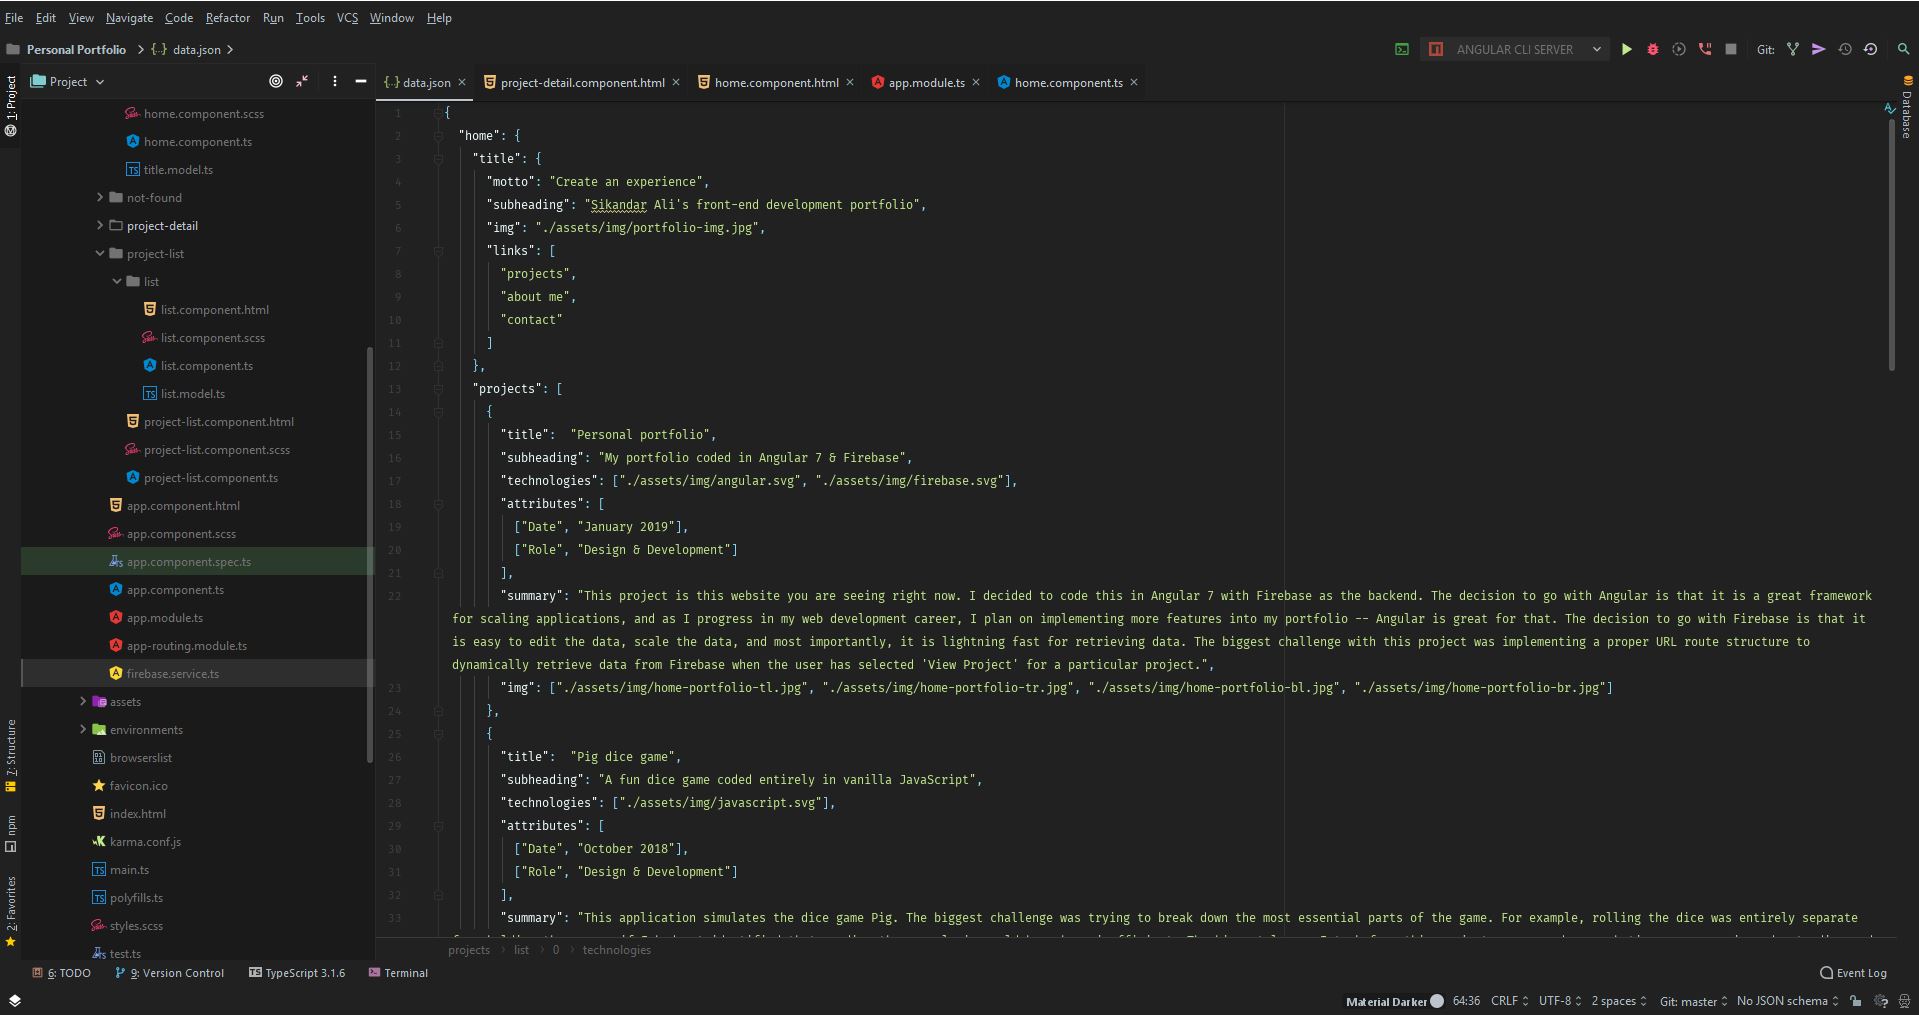 File Edit View Navigate Code Refactor Run Tools VCS Window Help
Personal Portfolio data.json
ANGULAR CLI SERVER Git:
1: Project
Project
data.json project-detail.component.html home.component.html app.module.ts home.component.ts
Database
home.component.scss
home.component.ts
title.model.ts
not-found
project-detail
project-list
list
list.component.html
list.component.scss
list.component.ts
list.model.ts
project-list.component.html
project-list.component.scss
project-list.component.ts
app.component.html
app.component.scss
app.component.spec.ts
app.component.ts
app.module.ts
app-routing.module.ts
firebase.service.ts
assets
environments
browserslist
favicon.ico
index.html
karma.conf.js
main.ts
polyfills.ts
styles.scss
test.ts
7: Structure
npm
2: Favorites
1 {
2 "home": {
3 "title": {
4 "motto": "Create an experience",
5 "subheading": "Sikandar Ali's front-end development portfolio",
6 "img": "./assets/img/portfolio-img.jpg",
7 "links": [
8 "projects",
9 "about me",
10 "contact"
11 ]
12 },
13 "projects": [
14 {
15 "title":  "Personal portfolio",
16 "subheading": "My portfolio coded in Angular 7 & Firebase",
17 "technologies": ["./assets/img/angular.svg", "./assets/img/firebase.svg"],
18 "attributes": [
19 ["Date", "January 2019"],
20 ["Role", "Design & Development"]
21 ],
22 "summary": "This project is this website you are seeing right now. I decided to code this in Angular 7 with Firebase as the backend. The decision to go with Angular is that it is a great framework
for scaling applications, and as I progress in my web development career, I plan on implementing more features into my portfolio -- Angular is great for that. The decision to go with Firebase is that it
is easy to edit the data, scale the data, and most importantly, it is lightning fast for retrieving data. The biggest challenge with this project was implementing a proper URL route structure to
dynamically retrieve data from Firebase when the user has selected 'View Project' for a particular project.",
23 "img": ["./assets/img/home-portfolio-tl.jpg", "./assets/img/home-portfolio-tr.jpg", "./assets/img/home-portfolio-bl.jpg", "./assets/img/home-portfolio-br.jpg"]
24 },
25 {
26 "title":  "Pig dice game",
27 "subheading": "A fun dice game coded entirely in vanilla JavaScript",
28 "technologies": ["./assets/img/javascript.svg"],
29 "attributes": [
30 ["Date", "October 2018"],
31 ["Role", "Design & Development"]
32 ],
33 "summary": "This application simulates the dice game Pig. The biggest challenge was trying to break down the most essential parts of the game. For example, rolling the dice was entirely separate
projects list 0 technologies
6: TODO 9: Version Control TypeScript 3.1.6 Terminal Event Log
Material Darker 64:36 CRLF UTF-8 2 spaces Git: master No JSON schema